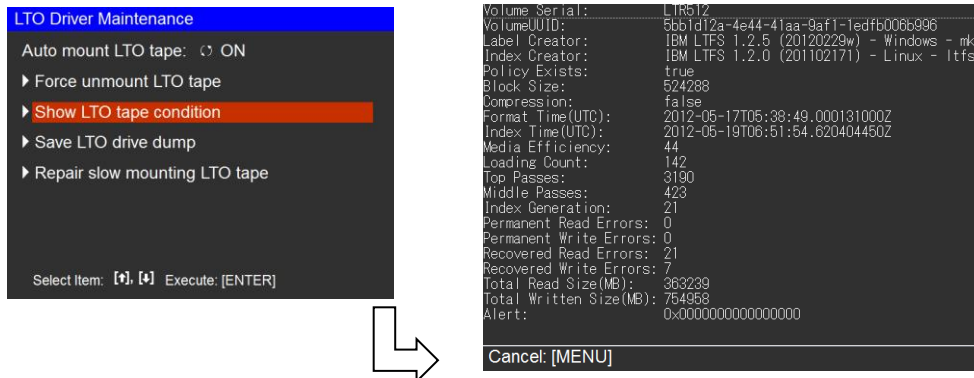 LTO Driver Maintenance
Auto mount LTO tape: ON
Force unmount LTO tape
Show LTO tape condition
Save LTO drive dump
Repair slow mounting LTO tape
Select Item: [↑], [↓] Execute: [ENTER]
Volume Serial: LTR512
VolumeUUID: 5bb1d12a-4e44-41aa-9af1-1edfb006b996
Label Creator: IBM LTFS 1.2.5 (20120229w) - Windows - mk
Index Creator: IBM LTFS 1.2.0 (201102171) - Linux - ltfs
Policy Exists: true
Block Size: 524288
Compression: false
Format Time(UTC): 2012-05-17T05:38:49.000131000Z
Index Time(UTC): 2012-05-19T06:51:54.620404450Z
Media Efficiency: 44
Loading Count: 142
Top Passes: 3190
Middle Passes: 423
Index Generation: 21
Permanent Read Errors: 0
Permanent Write Errors: 0
Recovered Read Errors: 21
Recovered Write Errors: 7
Total Read Size(MB): 363239
Total Written Size(MB): 754958
Alert: 0x0000000000000000
Cancel: [MENU]